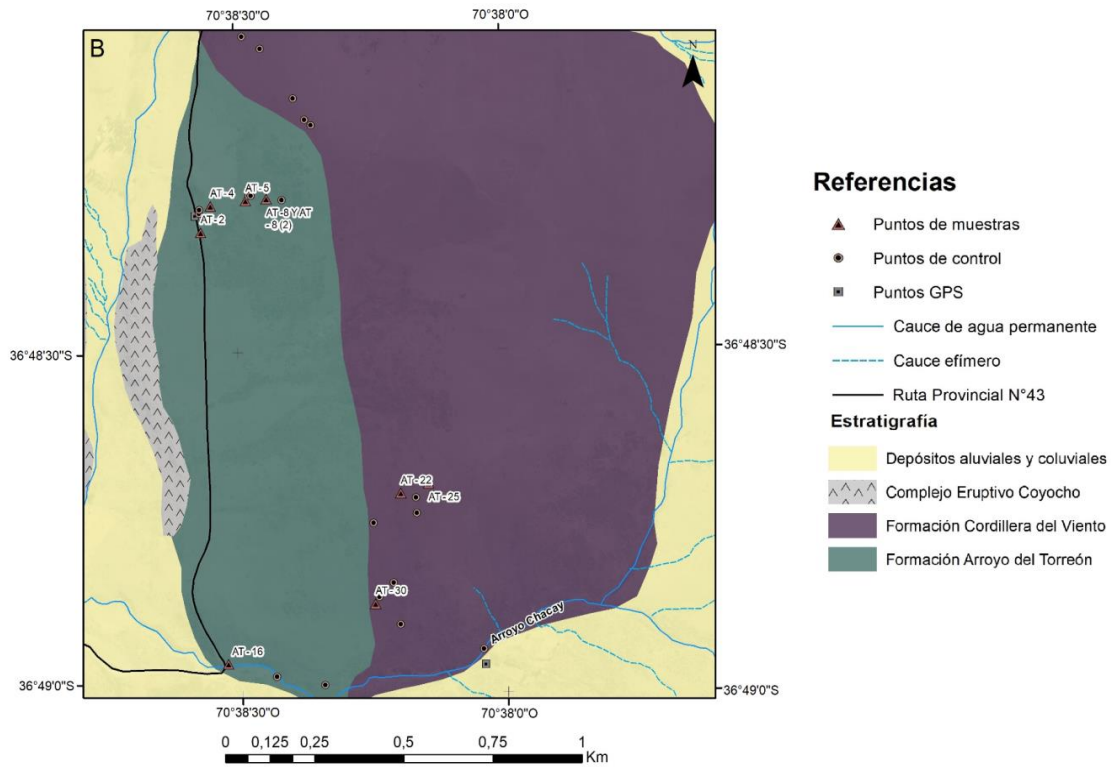 70°38'30"O
70°38'0"O
B
N
AT - 4
AT - 5
AT - 2
AT - 8 Y AT
- 8 (2)
36°48'30"S
36°48'30"S
AT - 22
AT - 25
AT - 30
Arroyo Chacay
AT - 16
36°49'0"S
36°49'0"S
70°38'30"O
70°38'0"O
0 0,125 0,25 0,5 0,75 1
Km
Referencias
Puntos de muestras
Puntos de control
Puntos GPS
Cauce de agua permanente
Cauce efímero
Ruta Provincial N°43
Estratigrafía
Depósitos aluviales y coluviales
Complejo Eruptivo Coyocho
Formación Cordillera del Viento
Formación Arroyo del Torreón